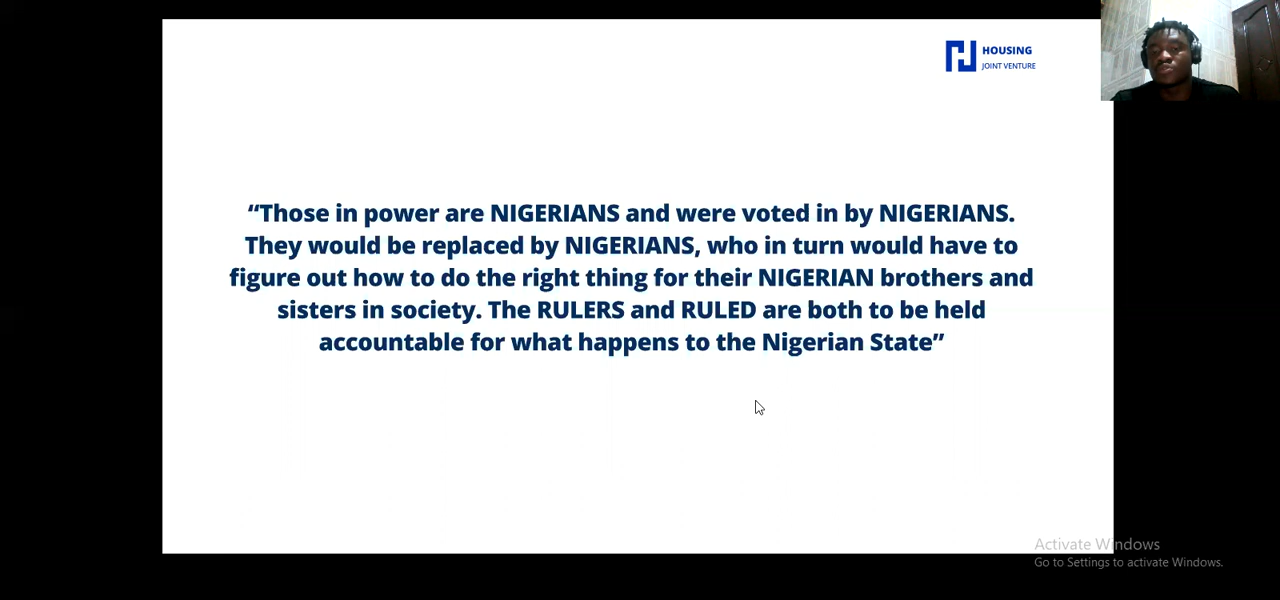 HOUSING
JOINT VENTURE
“Those in power are NIGERIANS and were voted in by NIGERIANS.
They would be replaced by NIGERIANS, who in turn would have to
figure out how to do the right thing for their NIGERIAN brothers and
sisters in society. The RULERS and RULED are both to be held
accountable for what happens to the Nigerian State”
Activate Windows
Go to Settings to activate Windows.